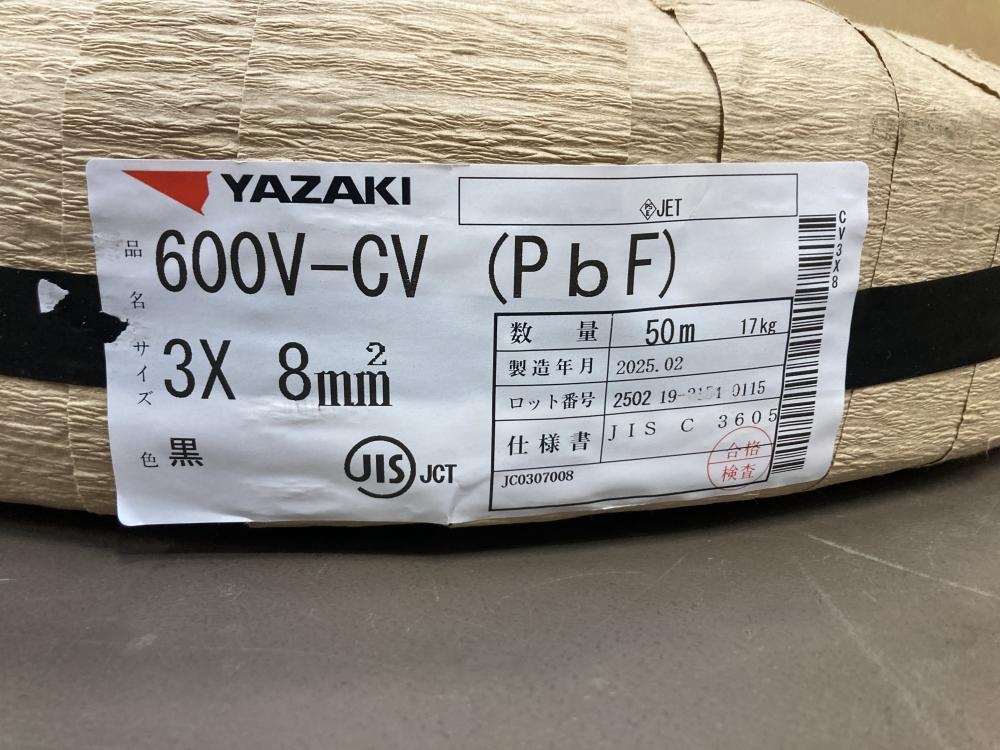 YAZAKI
PSE JET
品名 600V-CV (PbF)
サイズ 3X 8mm²
色 黒
JIS JCT
数量 50m 17kg
製造年月 2025.02
ロット番号 2502 19- 0115
仕様書 JIS C 3605
JC0307008
合格
検査
CV3X8